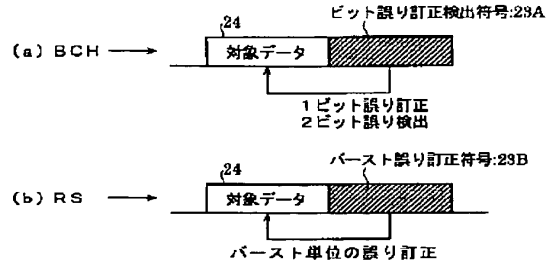 ビット誤り訂正検出符号:23A
24
(a) BCH
対象データ
1ビット誤り訂正
2ビット誤り検出
24
バースト誤り訂正符号:23B
(b) RS
対象データ
バースト単位の誤り訂正